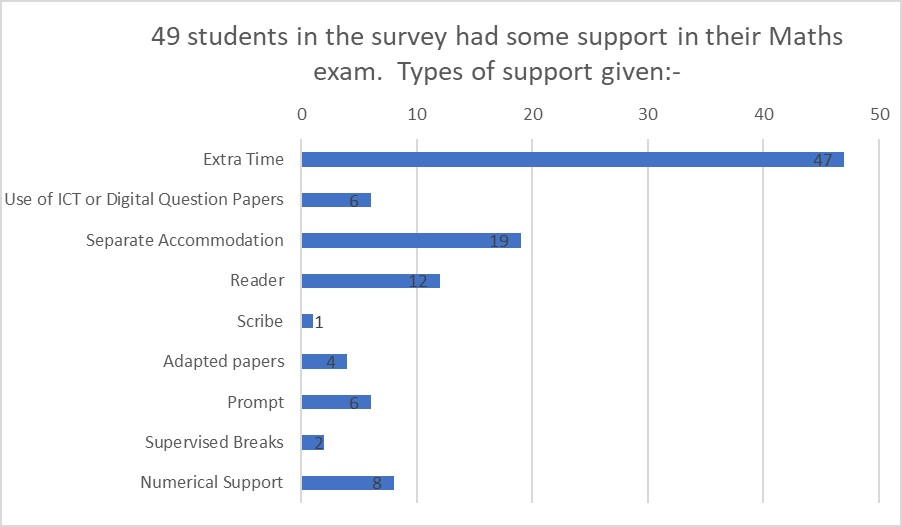 49 students in the survey had some support in their Maths
exam.  Types of support given:-
0 10 20 30 40 50
Extra Time 47
Use of ICT or Digital Question Papers 6
Separate Accommodation 19
Reader 12
Scribe 1
Adapted papers 4
Prompt 6
Supervised Breaks 2
Numerical Support 8